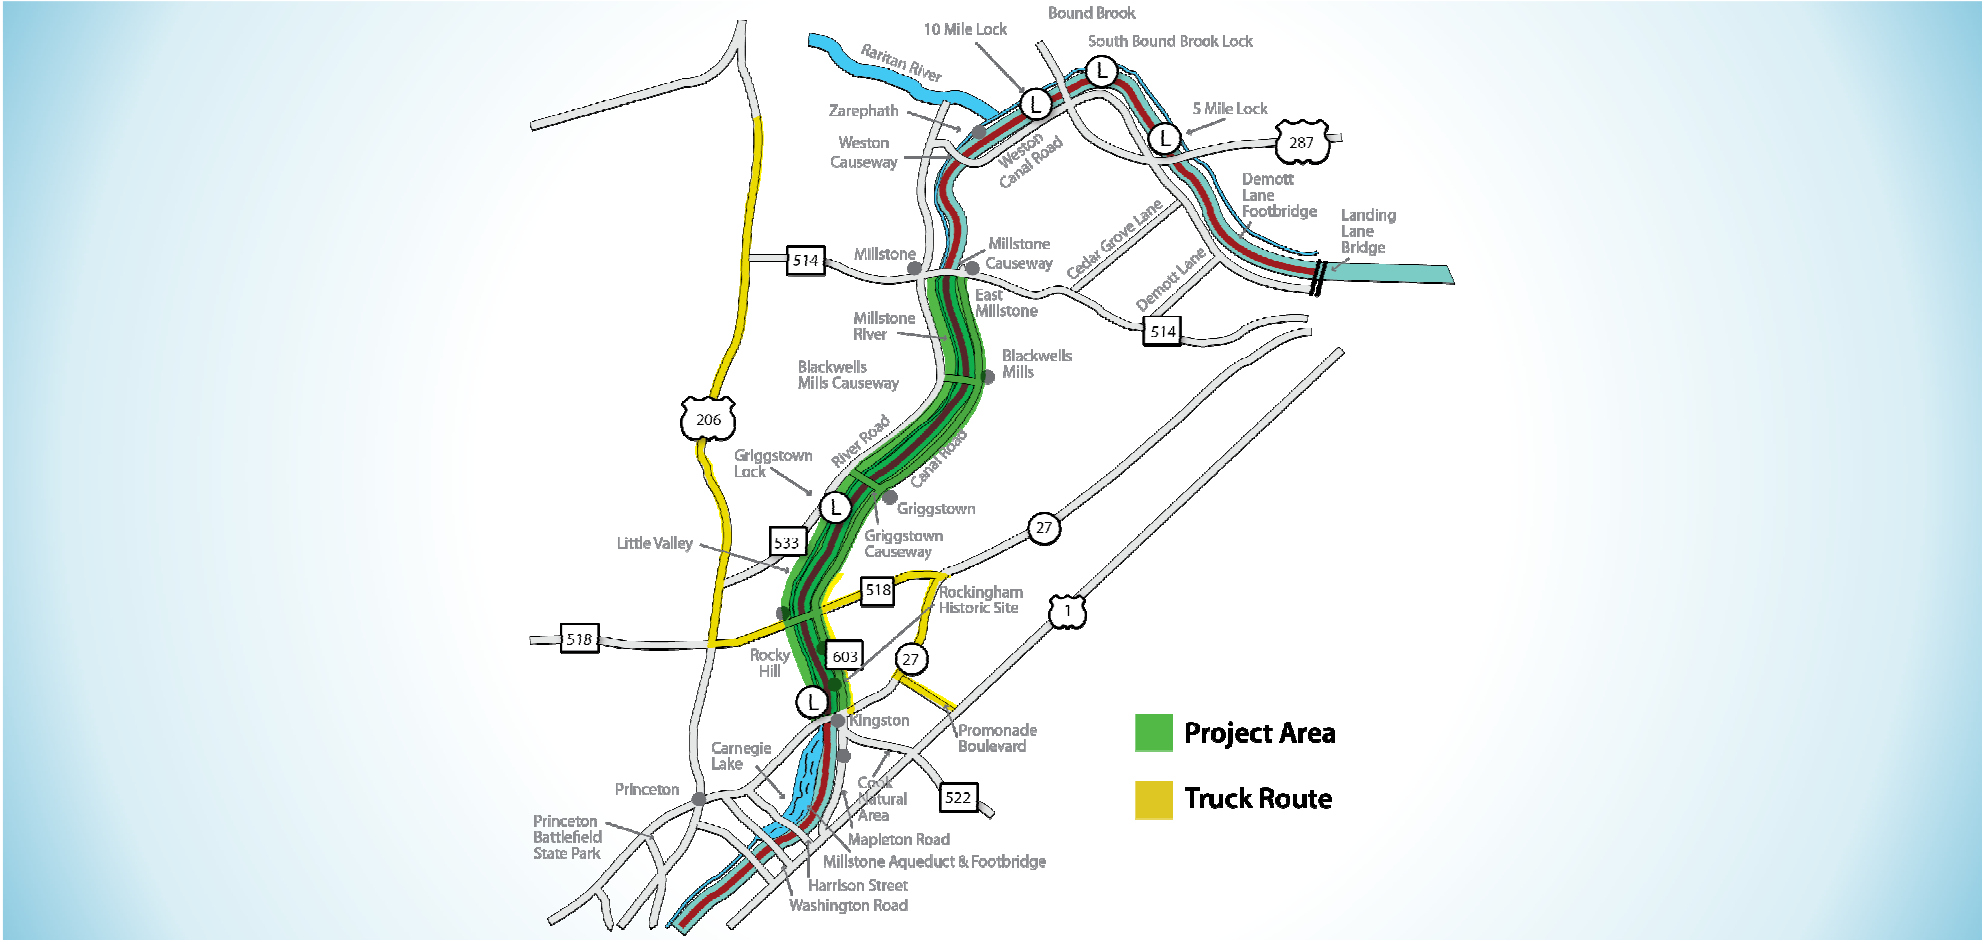 Bound Brook
10 Mile Lock
South Bound Brook Lock
Raritan River
L
L
Zarephath
5 Mile Lock
L
Weston
Causeway
Weston
Canal Road
287
Demott
Lane
Footbridge
Landing
Lane
Bridge
Cedar Grove Lane
514
Millstone
Millstone
Causeway
Demott Lane
East
Millstone
Millstone
River
514
Blackwells
Mills Causeway
Blackwells
Mills
206
River Road
Canal Road
Griggstown
Lock
L
Griggstown
27
533
Little Valley
Griggstown
Causeway
518
Rockingham
Historic Site
1
518
603
27
Rocky
Hill
L
Kingston
Promonade
Boulevard
Project Area
Carnegie
Lake
Cook
Natural
Area
522
Truck Route
Princeton
Princeton
Battlefield
State Park
Mapleton Road
Millstone Aqueduct & Footbridge
Harrison Street
Washington Road